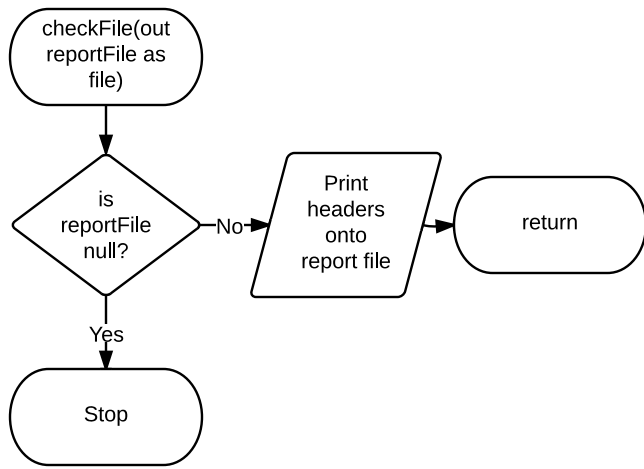 checkFile(out
reportFile as
file)
is
reportFile
null?
No
Print
headers
onto
report file
return
Yes
Stop